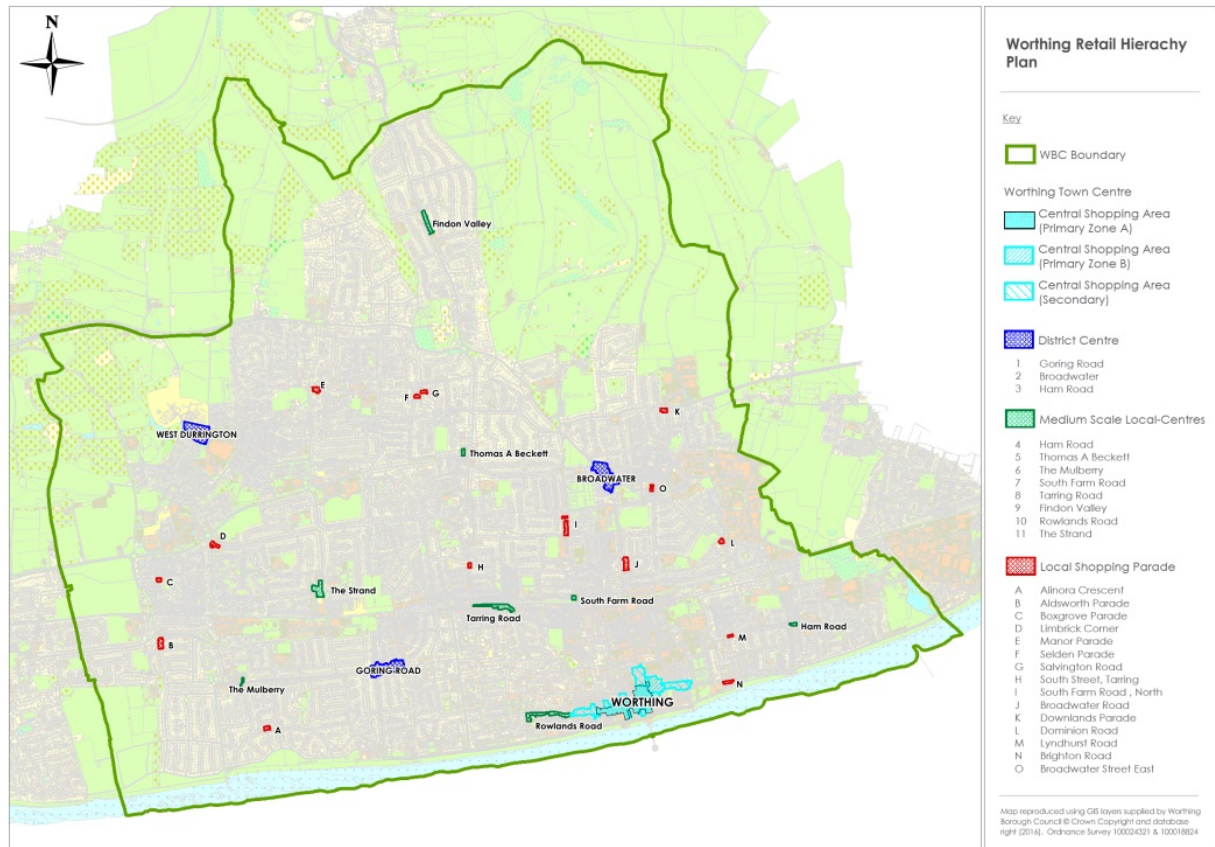 N
Findon Valley
E
F
G
K
WEST DURRINGTON
Thomas A Beckett
BROADWATER
O
I
D
L
C
H
J
The Strand
South Farm Road
Tarring Road
Ham Road
B
M
GORING-ROAD
The Mulberry
N
WORTHING
Rowlands Road
A
Worthing Retail Hierachy
Plan
Key
WBC Boundary
Worthing Town Centre
Central Shopping Area
(Primary Zone A)
Central Shopping Area
(Primary Zone B)
Central Shopping Area
(Secondary)
District Centre
1 Goring Road
2 Broadwater
3 Ham Road
Medium Scale Local-Centres
4 Ham Road
5 Thomas A Beckett
6 The Mulberry
7 South Farm Road
8 Tarring Road
9 Findon Valley
10 Rowlands Road
11 The Strand
Local Shopping Parade
A Alinora Crescent
B Aldsworth Parade
C Boxgrove Parade
D Limbrick Corner
E Manor Parade
F Selden Parade
G Salvington Road
H South Street, Tarring
I South Farm Road , North
J Broadwater Road
K Downlands Parade
L Dominion Road
M Lyndhurst Road
N Brighton Road
O Broadwater Street East
Map reproduced using GIS layers supplied by Worthing
Borough Council © Crown Copyright and database
right (2016). Ordnance Survey 100024321 & 100018824